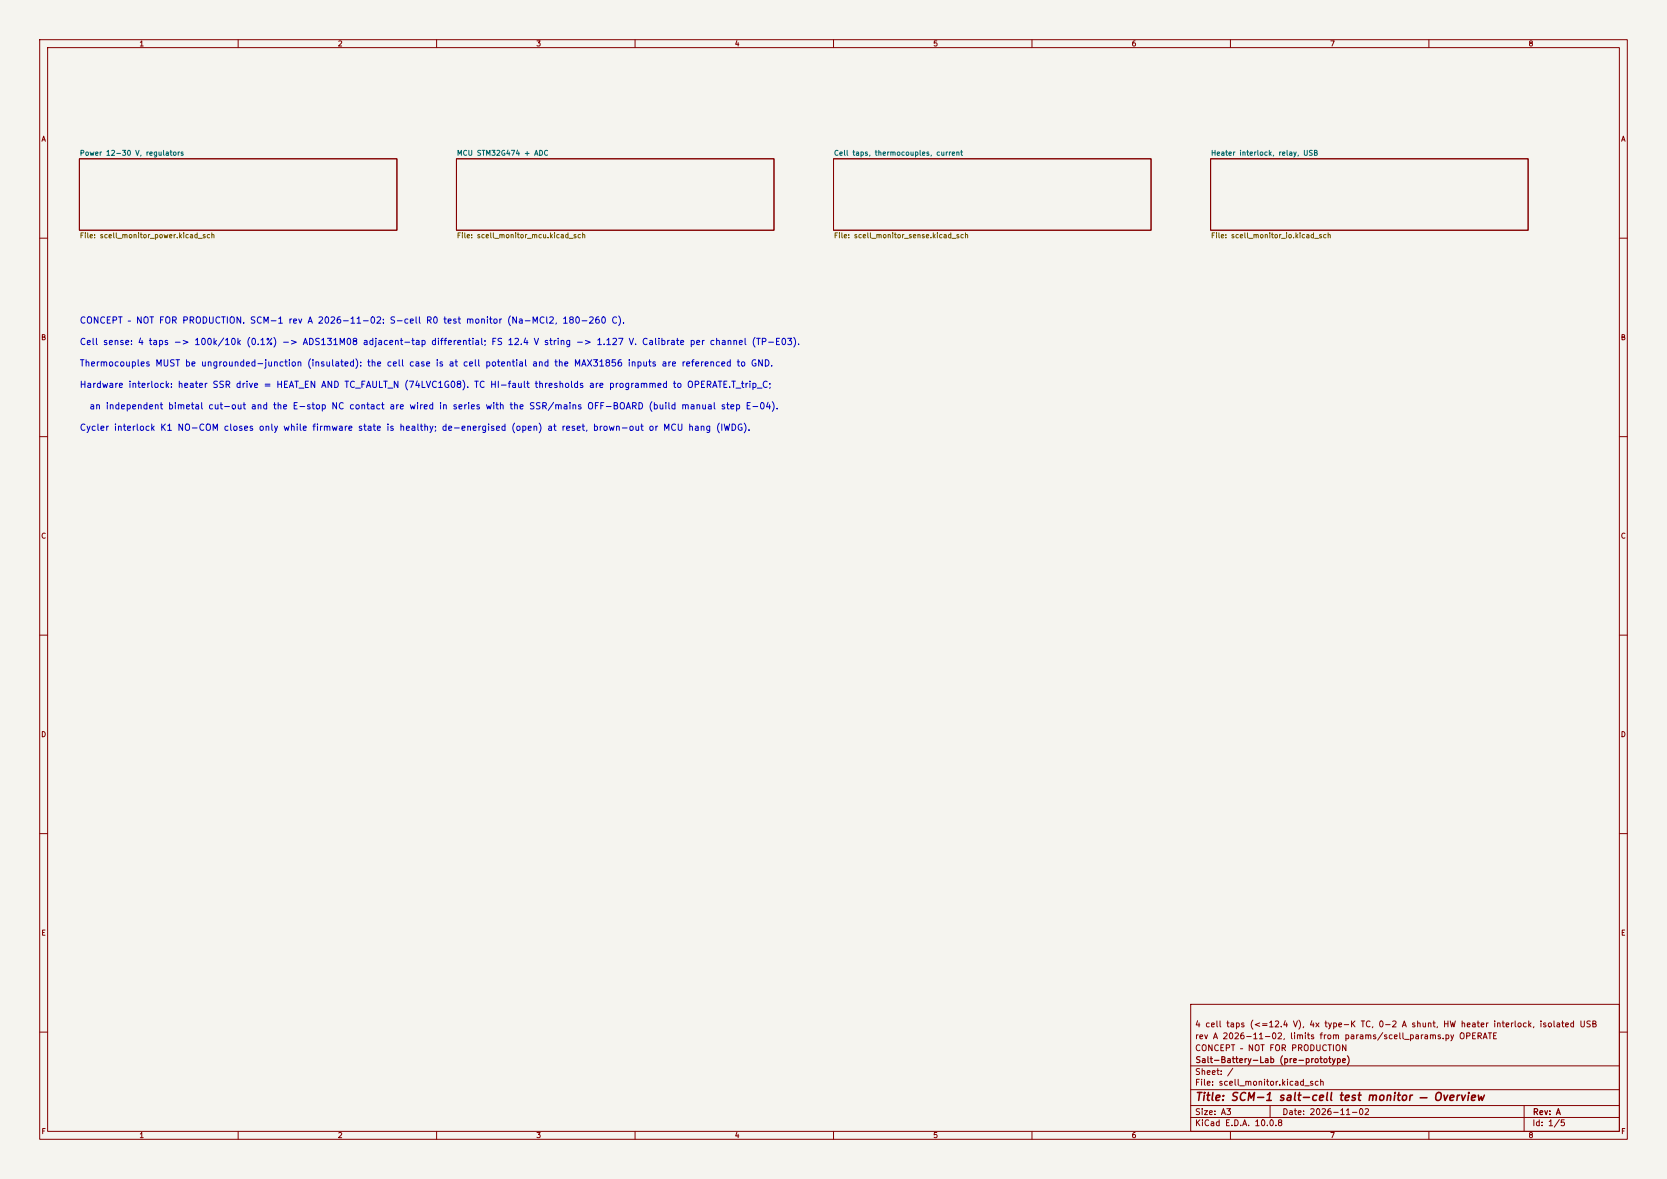 1 2 3 4 5 6 7 8
A A
Power 12-30 V, regulators
MCU STM32G474 + ADC
Cell taps, thermocouples, current
Heater interlock, relay, USB
File: scell_monitor_power.kicad_sch
File: scell_monitor_mcu.kicad_sch
File: scell_monitor_sense.kicad_sch
File: scell_monitor_io.kicad_sch
CONCEPT - NOT FOR PRODUCTION. SCM-1 rev A 2026-11-02: S-cell R0 test monitor (Na-MCl2, 180-260 C).
B B
Cell sense: 4 taps -> 100k/10k (0.1%) -> ADS131M08 adjacent-tap differential; FS 12.4 V string -> 1.127 V. Calibrate per channel (TP-E03).
Thermocouples MUST be ungrounded-junction (insulated): the cell case is at cell potential and the MAX31856 inputs are referenced to GND.
Hardware interlock: heater SSR drive = HEAT_EN AND TC_FAULT_N (74LVC1G08). TC HI-fault thresholds are programmed to OPERATE.T_trip_C;
an independent bimetal cut-out and the E-stop NC contact are wired in series with the SSR/mains OFF-BOARD (build manual step E-04).
Cycler interlock K1 NO-COM closes only while firmware state is healthy; de-energised (open) at reset, brown-out or MCU hang (IWDG).
C C
D D
E E
4 cell taps (<=12.4 V), 4x type-K TC, 0-2 A shunt, HW heater interlock, isolated USB
rev A 2026-11-02, limits from params/scell_params.py OPERATE
CONCEPT - NOT FOR PRODUCTION
Salt-Battery-Lab (pre-prototype)
Sheet: /
File: scell_monitor.kicad_sch
Title: SCM-1 salt-cell test monitor — Overview
Size: A3 Date: 2026-11-02 Rev: A
KiCad E.D.A. 10.0.8 Id: 1/5
F F
1 2 3 4 5 6 7 8